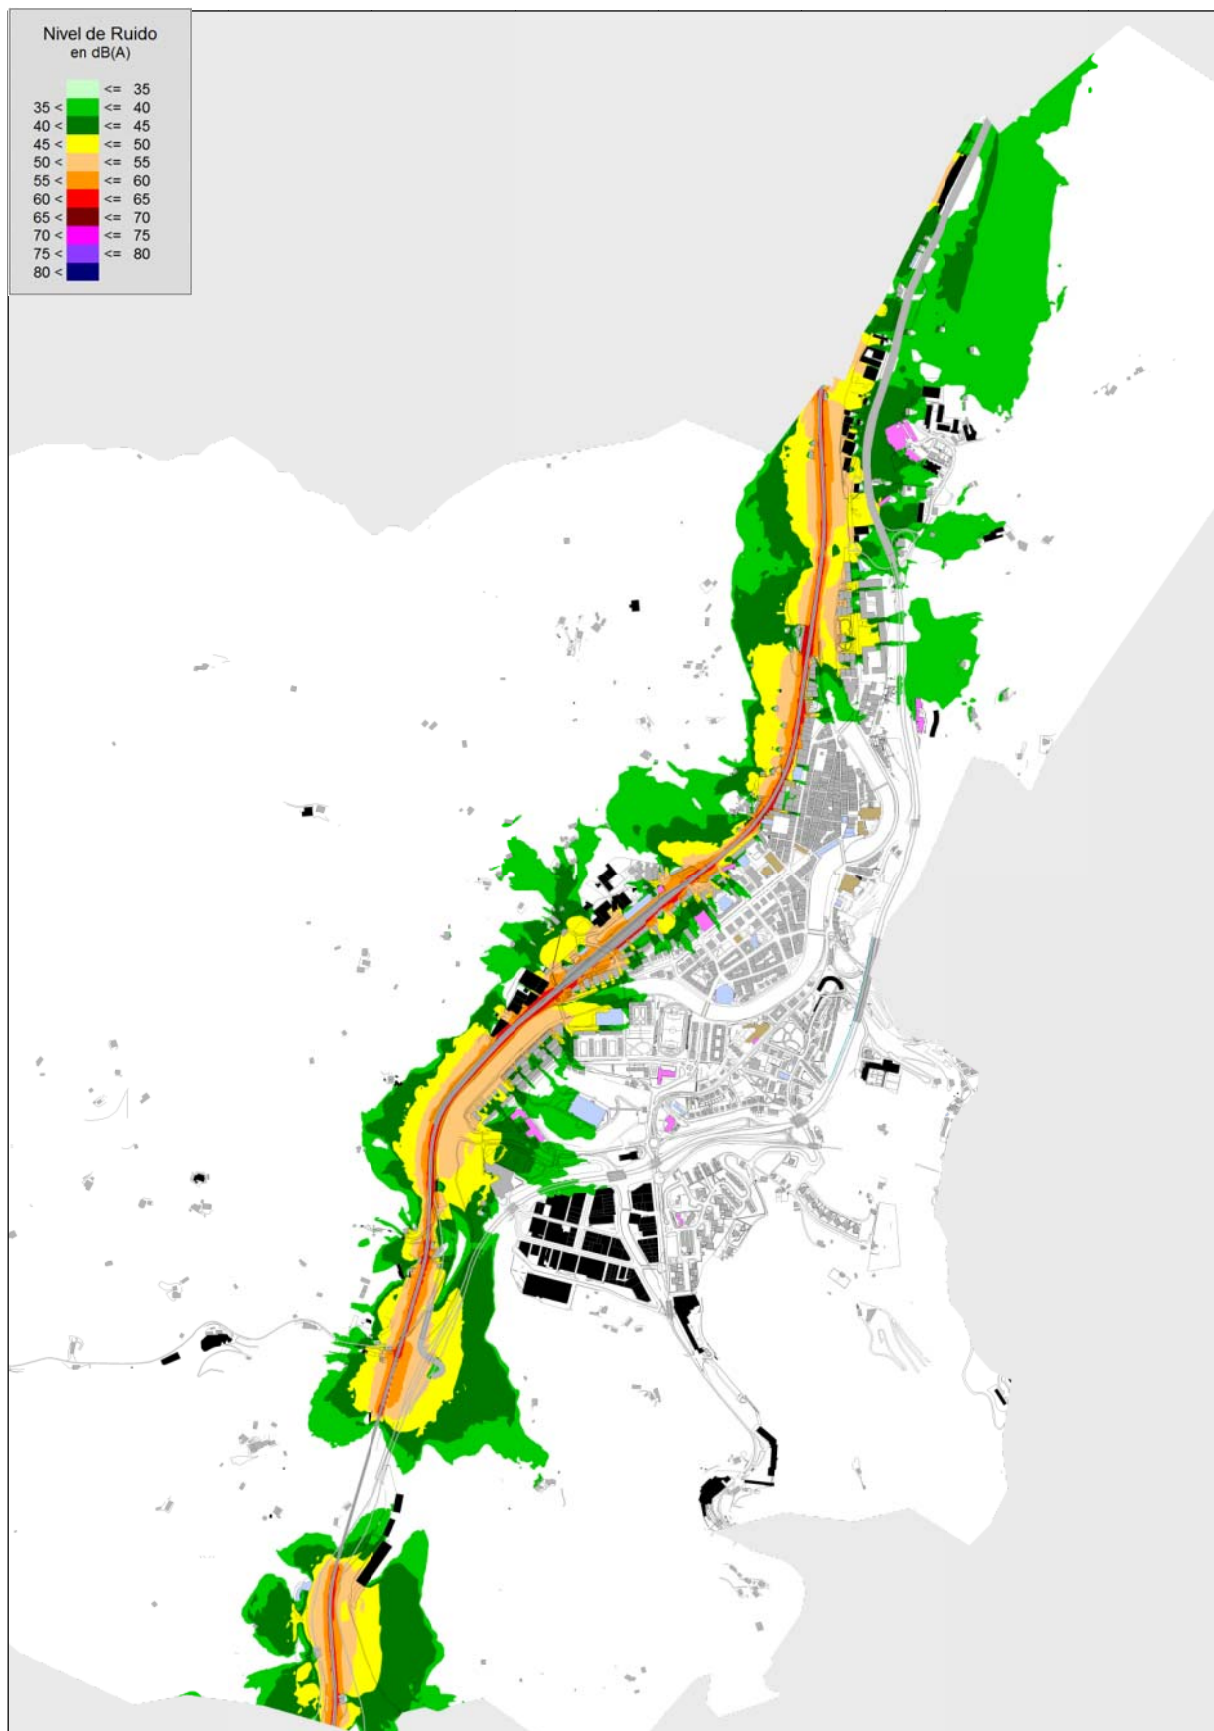 Nivel de Ruido
en dB(A)
<= 35
35 < <= 40
40 < <= 45
45 < <= 50
50 < <= 55
55 < <= 60
60 < <= 65
65 < <= 70
70 < <= 75
75 < <= 80
80 <